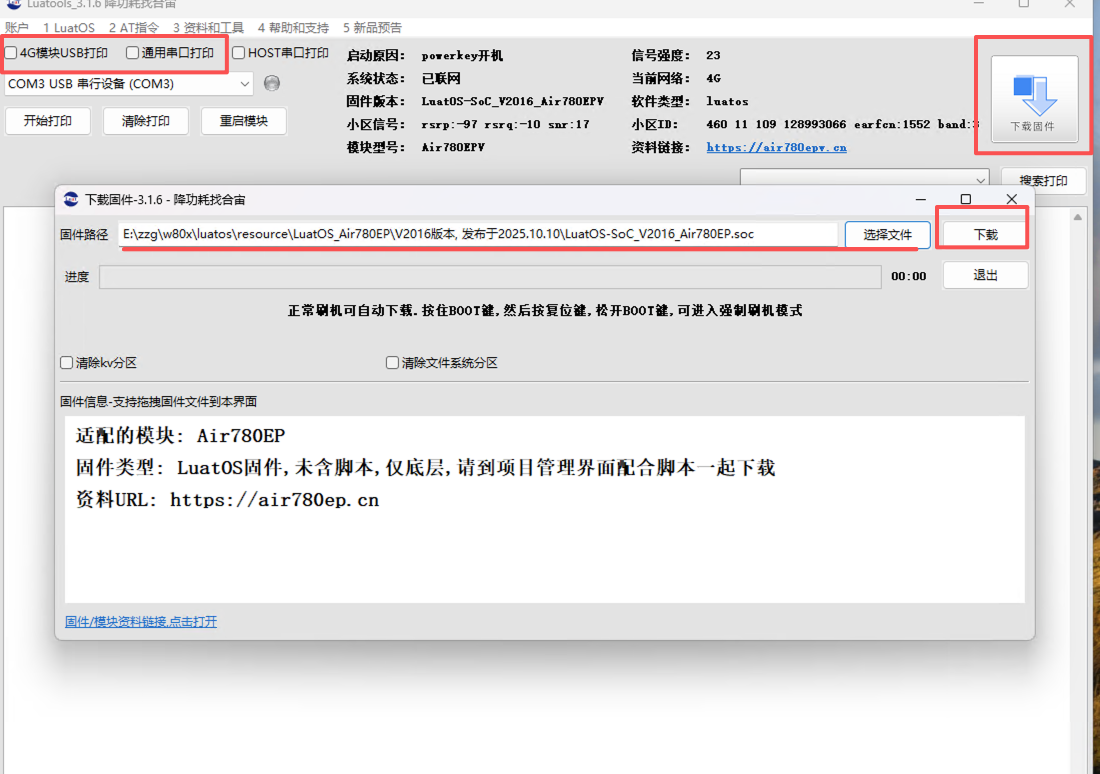 Luatools_3.1.6 降功耗找合宙
账户 1 LuatOS 2 AT指令 3 资料和工具 4 帮助和支持 5 新品预告
4G模块USB打印 通用串口打印 HOST串口打印
COM3 USB 串行设备 (COM3)
开始打印 清除打印 重启模块
启动原因: powerkey开机 信号强度: 23
系统状态: 已联网 当前网络: 4G
固件版本: LuatOS-SoC_V2016_Air780EPV 软件类型: luatos
小区信号: rsrp:-97 rsrq:-10 snr:17 小区ID: 460 11 109 128993066 earfcn:1552 band:3
模块型号: Air780EPV 资料链接: https://air780epv.cn
下载固件
搜索打印
下载固件-3.1.6 - 降功耗找合宙
固件路径 E:\zzg\w80x\luatos\resource\LuatOS_Air780EP\V2016版本, 发布于2025.10.10\LuatOS-SoC_V2016_Air780EP.soc 选择文件 下载
进度 00:00 退出
正常刷机可自动下载.按住BOOT键,然后按复位键,松开BOOT键,可进入强制刷机模式
清除kv分区 清除文件系统分区
固件信息-支持拖拽固件文件到本界面
适配的模块: Air780EP
固件类型: LuatOS固件,未含脚本,仅底层,请到项目管理界面配合脚本一起下载
资料URL: https://air780ep.cn
固件/模块资料链接,点击打开